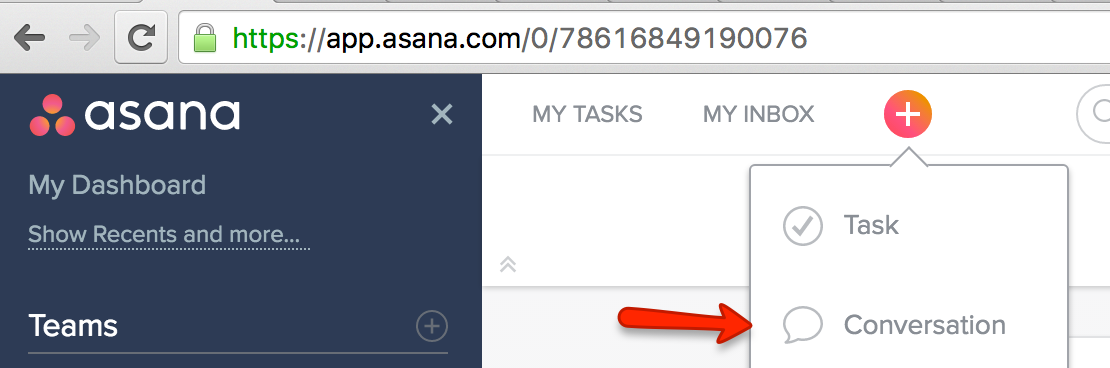 https://app.asana.com/0/78616849190076
asana
MY TASKS
MY INBOX
My Dashboard
Show Recents and more...
Task
Teams
Conversation